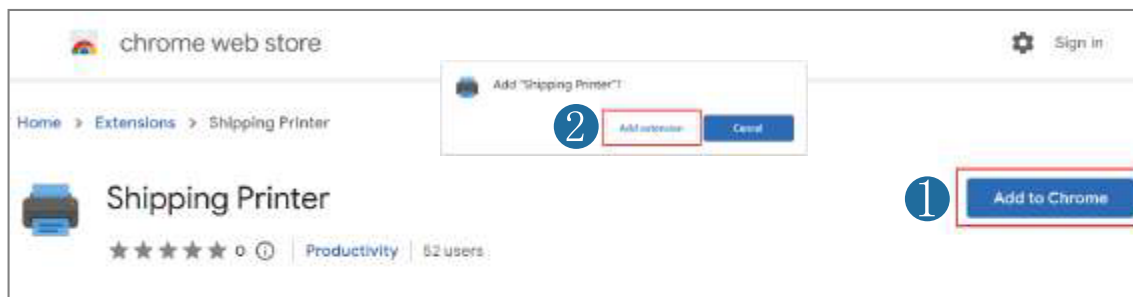 chrome web store
Sign in
Add "Shipping Printer"?
2
Add extension
Cancel
Home > Extensions > Shipping Printer
Shipping Printer
1
Add to Chrome
0
Productivity
52 users